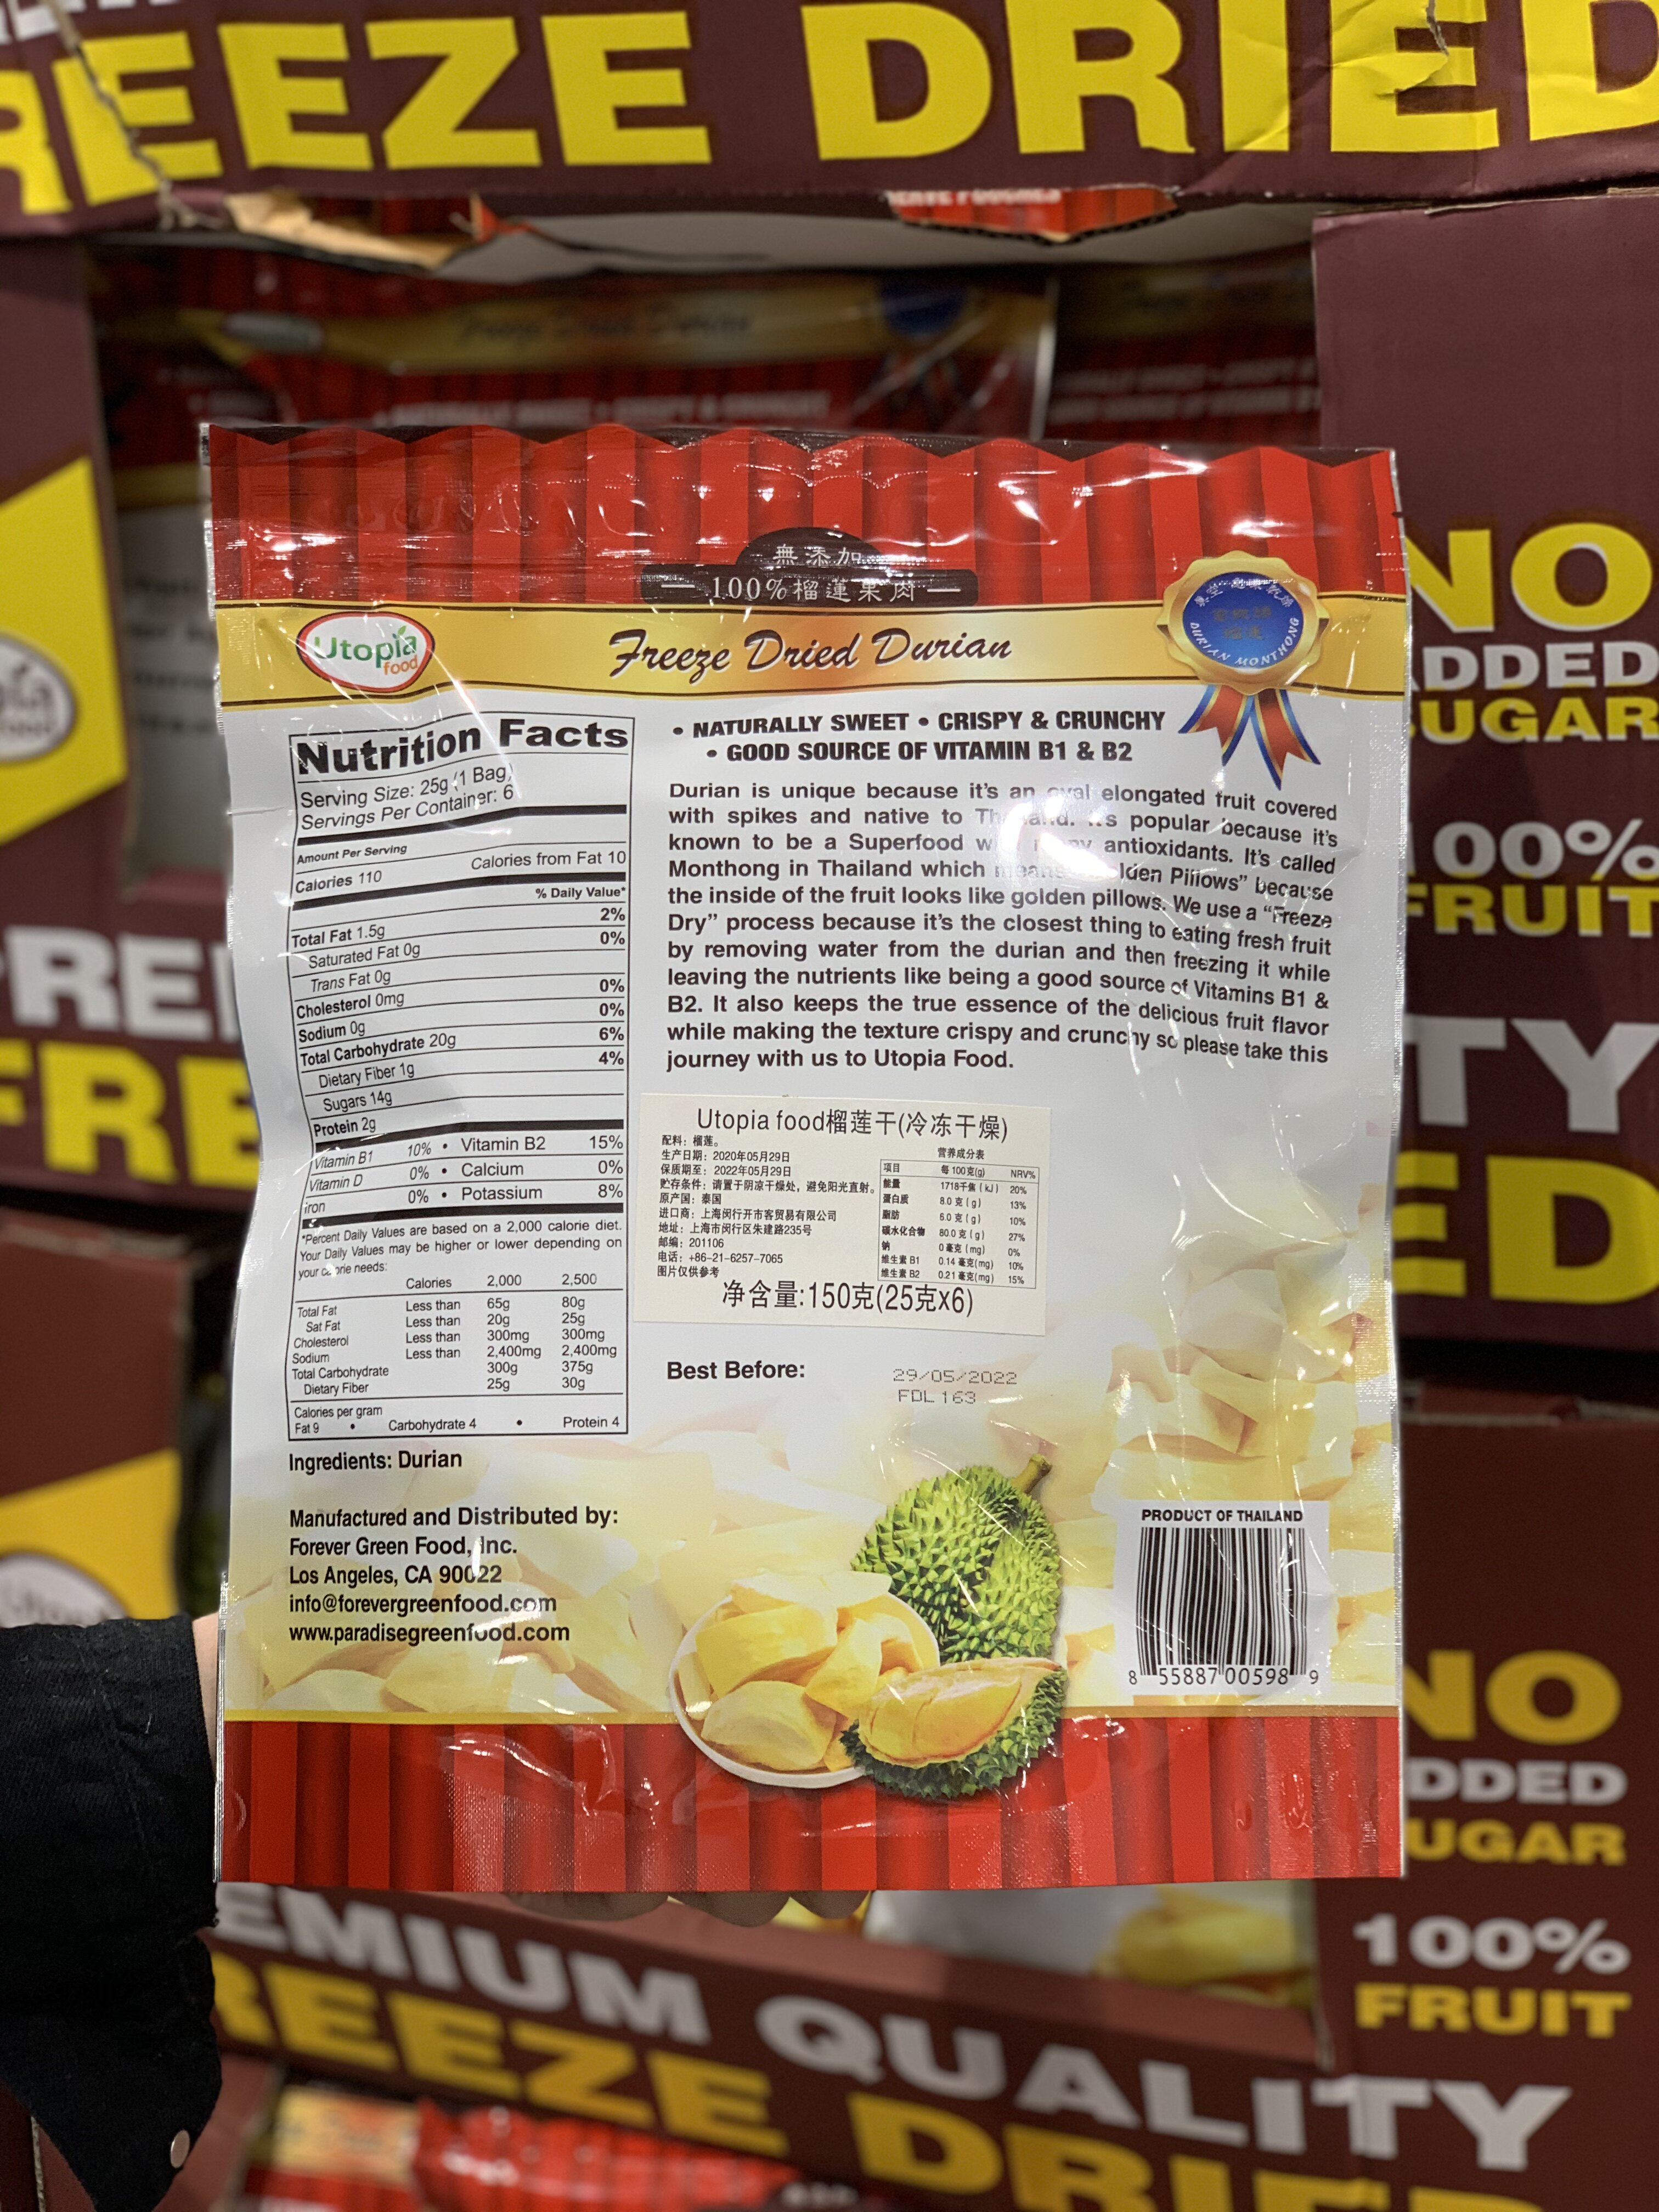 EEZE DRIED
無添加
100%榴蓮果肉
Utopia
food
Freeze Dried Durian
DURIAN MONTHONG
Nutrition Facts
Serving Size: 25g (1 Bag)
Servings Per Container: 6
Amount Per Serving
Calories 110 Calories from Fat 10
% Daily Value*
Total Fat 1.5g 2%
Saturated Fat 0g 0%
Trans Fat 0g
Cholesterol 0mg 0%
Sodium 0g 0%
Total Carbohydrate 20g 6%
Dietary Fiber 1g 4%
Sugars 14g
Protein 2g
Vitamin B1 10% • Vitamin B2 15%
Vitamin D 0% • Calcium 0%
Iron 0% • Potassium 8%
*Percent Daily Values are based on a 2,000 calorie diet.
Your Daily Values may be higher or lower depending on
your calorie needs:
Calories 2,000 2,500
Total Fat Less than 65g 80g
Sat Fat Less than 20g 25g
Cholesterol Less than 300mg 300mg
Sodium Less than 2,400mg 2,400mg
Total Carbohydrate 300g 375g
Dietary Fiber 25g 30g
Calories per gram
Fat 9 • Carbohydrate 4 • Protein 4
Ingredients: Durian
Manufactured and Distributed by:
Forever Green Food, Inc.
Los Angeles, CA 90022
info@forevergreenfood.com
www.paradisegreenfood.com
• NATURALLY SWEET • CRISPY & CRUNCHY
• GOOD SOURCE OF VITAMIN B1 & B2
Durian is unique because it's an oval elongated fruit covered
with spikes and native to Thailand. It's popular because it's
known to be a Superfood many antioxidants. It's called
Monthong in Thailand which means Pillows" because
the inside of the fruit looks like golden pillows. We use a "Freeze
Dry" process because it's the closest thing to eating fresh fruit
by removing water from the durian and then freezing it while
leaving the nutrients like being a good source of Vitamins B1 &
B2. It also keeps the true essence of the delicious fruit flavor
while making the texture crispy and crunchy so please take this
journey with us to Utopia Food.
Utopia food榴莲干(冷冻干燥)
配料：榴莲。
生产日期：2020年05月29日
保质期至：2022年05月29日
贮存条件：请置于阴凉干燥处，避免阳光直射。
原产国：泰国
进口商：上海闵行开市客贸易有限公司
地址：上海市闵行区朱建路235号
邮编：201106
电话：+86-21-6257-7065
图片仅供参考
营养成分表
项目 每 100克(g) NRV%
能量 1718千焦 (kJ) 20%
蛋白质 8.0 克 (g) 13%
脂肪 6.0 克 (g) 10%
碳水化合物 80.0 克 (g) 27%
钠 0 毫克 (mg) 0%
维生素 B1 0.14 毫克(mg) 10%
维生素 B2 0.21 毫克(mg) 15%
净含量:150克(25克x6)
Best Before: 29/05/2022
FDL 163
PRODUCT OF THAILAND
8 55887 00598 9
NO
ADDED
SUGAR
100%
FRUIT
TY
ED
NO
DDED
UGAR
100%
FRUIT
FRE
EMIUM QUALITY
REEZE DRIED